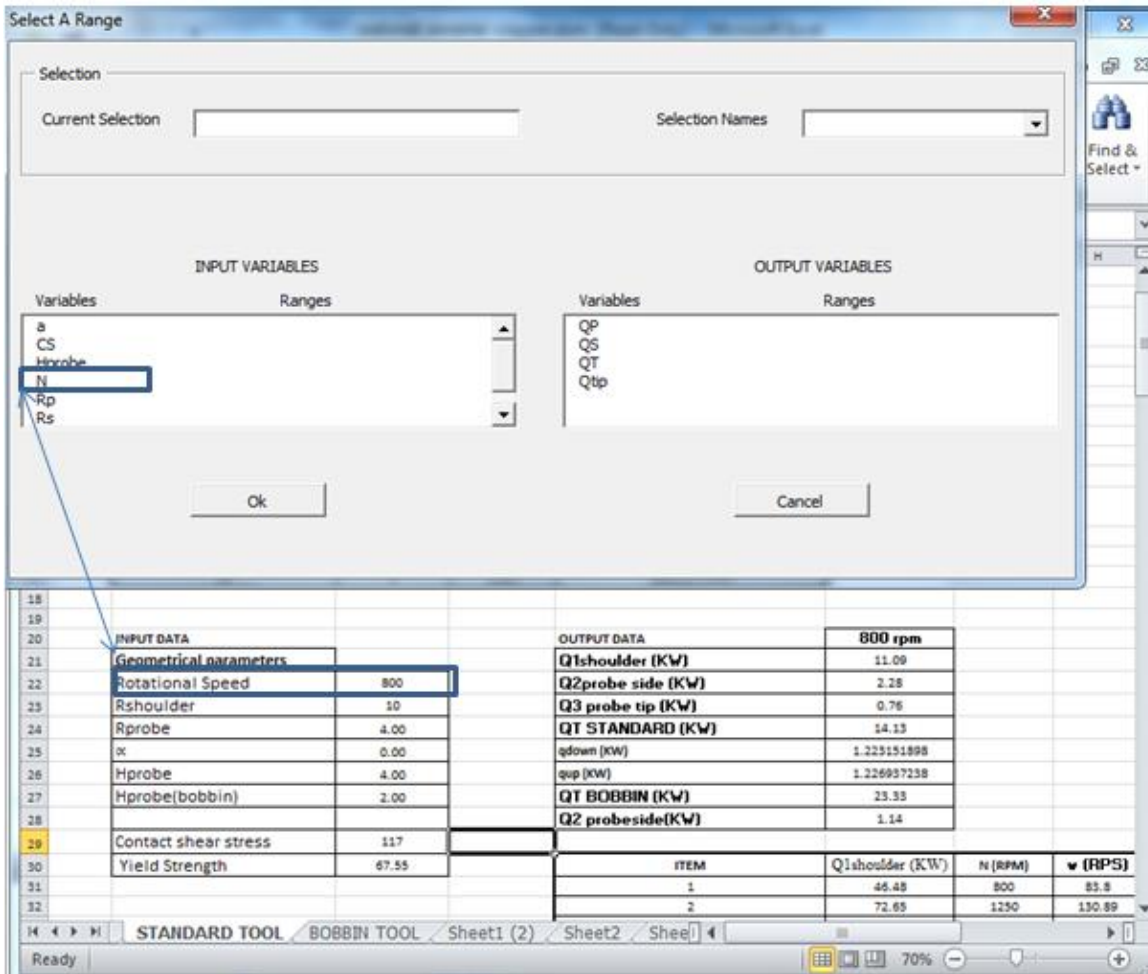 Select A Range
Selection
Current Selection
Selection Names
Find &
Select
INPUT VARIABLES
OUTPUT VARIABLES
Variables Ranges
Variables Ranges
a
CS
Hprobe
N
Rp
Rs
QP
QS
QT
Qtip
Ok
Cancel
H
18
19
20 INPUT DATA OUTPUT DATA 800 rpm
21 Geometrical parameters Q1shoulder (KW) 11.09
22 Rotational Speed 800 Q2probe side (KW) 2.28
23 Rshoulder 10 Q3 probe tip (KW) 0.76
24 Rprobe 4.00 QT STANDARD (KW) 14.13
25 ∝ 0.00 qdown (KW) 1.223151898
26 Hprobe 4.00 qup (KW) 1.226937238
27 Hprobe(bobbin) 2.00 QT BOBBIN (KW) 23.33
28 Q2 probeside(KW) 1.14
29 Contact shear stress 117
30 Yield Strength 67.55 ITEM Q1shoulder (KW) N (RPM) w (RPS)
31 1 46.48 800 83.8
32 2 72.65 1250 130.89
STANDARD TOOL BOBBIN TOOL Sheet1 (2) Sheet2 Sheel
Ready 70%